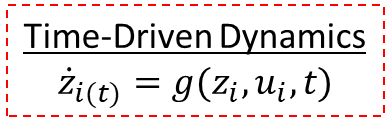 Time-Driven Dynamics
ż_{i(t)} = g(z_i, u_i, t)